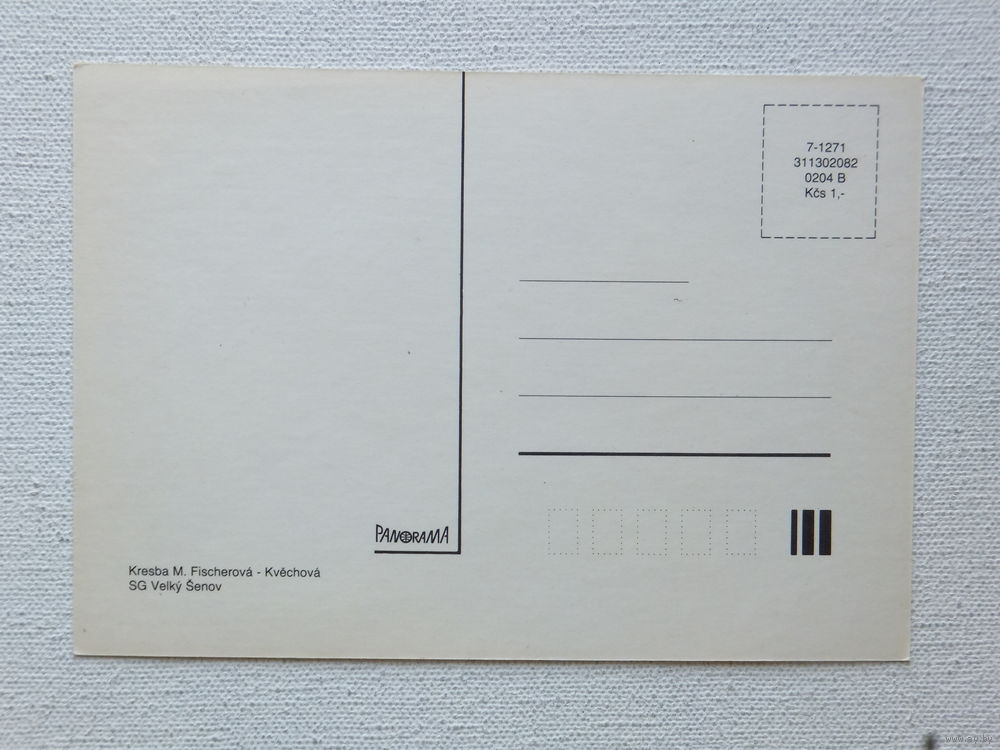 7-1271
311302082
0204 B
Kčs 1,-
PANORAMA
Kresba M. Fischerová - Kvěchová
SG Velký Šenov